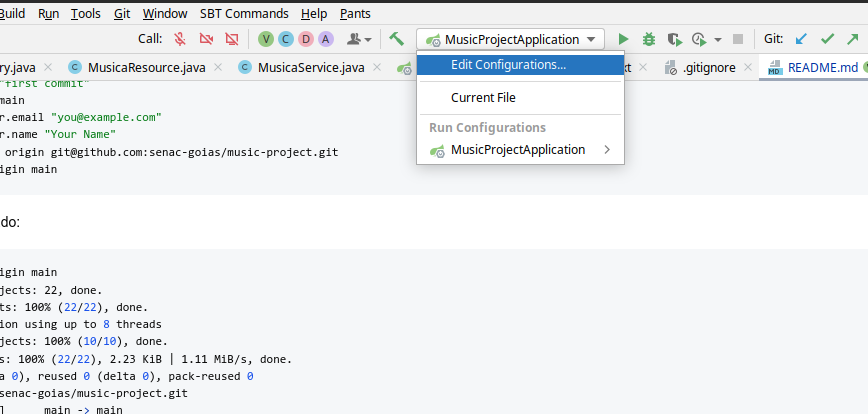 Build Run Tools Git Window SBT Commands Help Pants
Call: V C D A MusicProjectApplication Git:
ry.java MusicaResource.java MusicaService.java xt .gitignore README.md
Edit Configurations...
Current File
Run Configurations
MusicProjectApplication
"first commit"
main
r.email "you@example.com"
r.name "Your Name"
origin git@github.com:senac-goias/music-project.git
igin main
do:
igin main
jects: 22, done.
ts: 100% (22/22), done.
ion using up to 8 threads
jects: 100% (10/10), done.
s: 100% (22/22), 2.23 KiB | 1.11 MiB/s, done.
a 0), reused 0 (delta 0), pack-reused 0
senac-goias/music-project.git
] main -> main